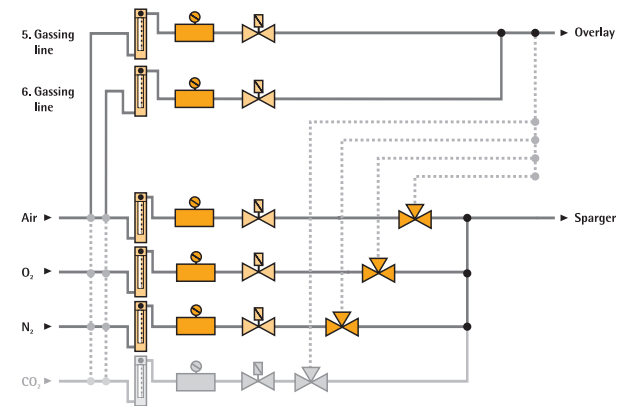 5. Gassing
line
Overlay
6. Gassing
line
Air
Sparger
O₂
N₂
CO₂